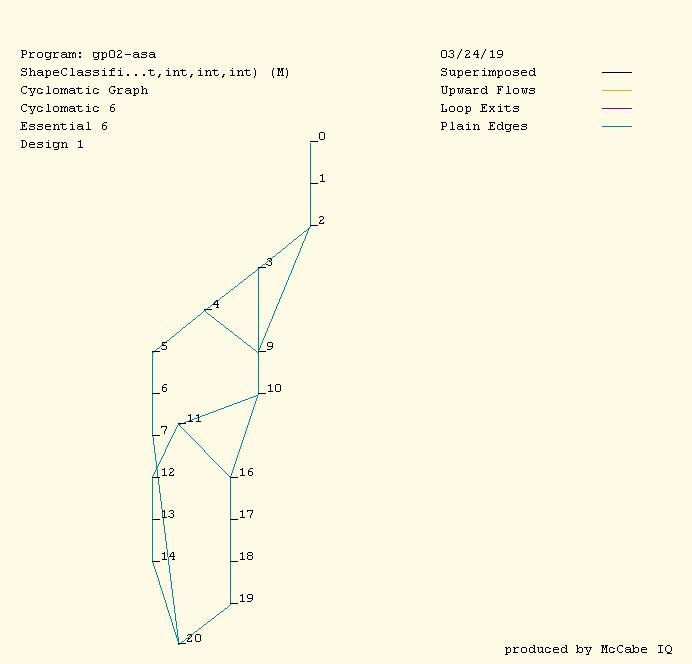 Program: gp02-asa
ShapeClassifi...t,int,int,int) (M)
Cyclomatic Graph
Cyclomatic 6
Essential 6
Design 1
03/24/19
Superimposed
Upward Flows
Loop Exits
Plain Edges
0
1
2
3
4
5
9
6
10
11
7
12
16
13
17
14
18
19
20
produced by McCabe IQ